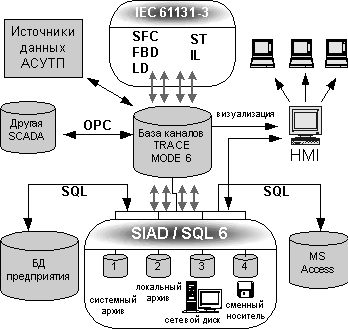 IEC 61131-3
SFC
FBD
LD
ST
IL
Источники
данных
АСУТП
Другая
SCADA
OPC
База каналов
TRACE
MODE 6
визуализация
HMI
SQL
SQL
SIAD / SQL 6
БД
предприятия
1
2
3
4
системный
архив
локальный
архив
сетевой диск
сменный
носитель
MS
Access